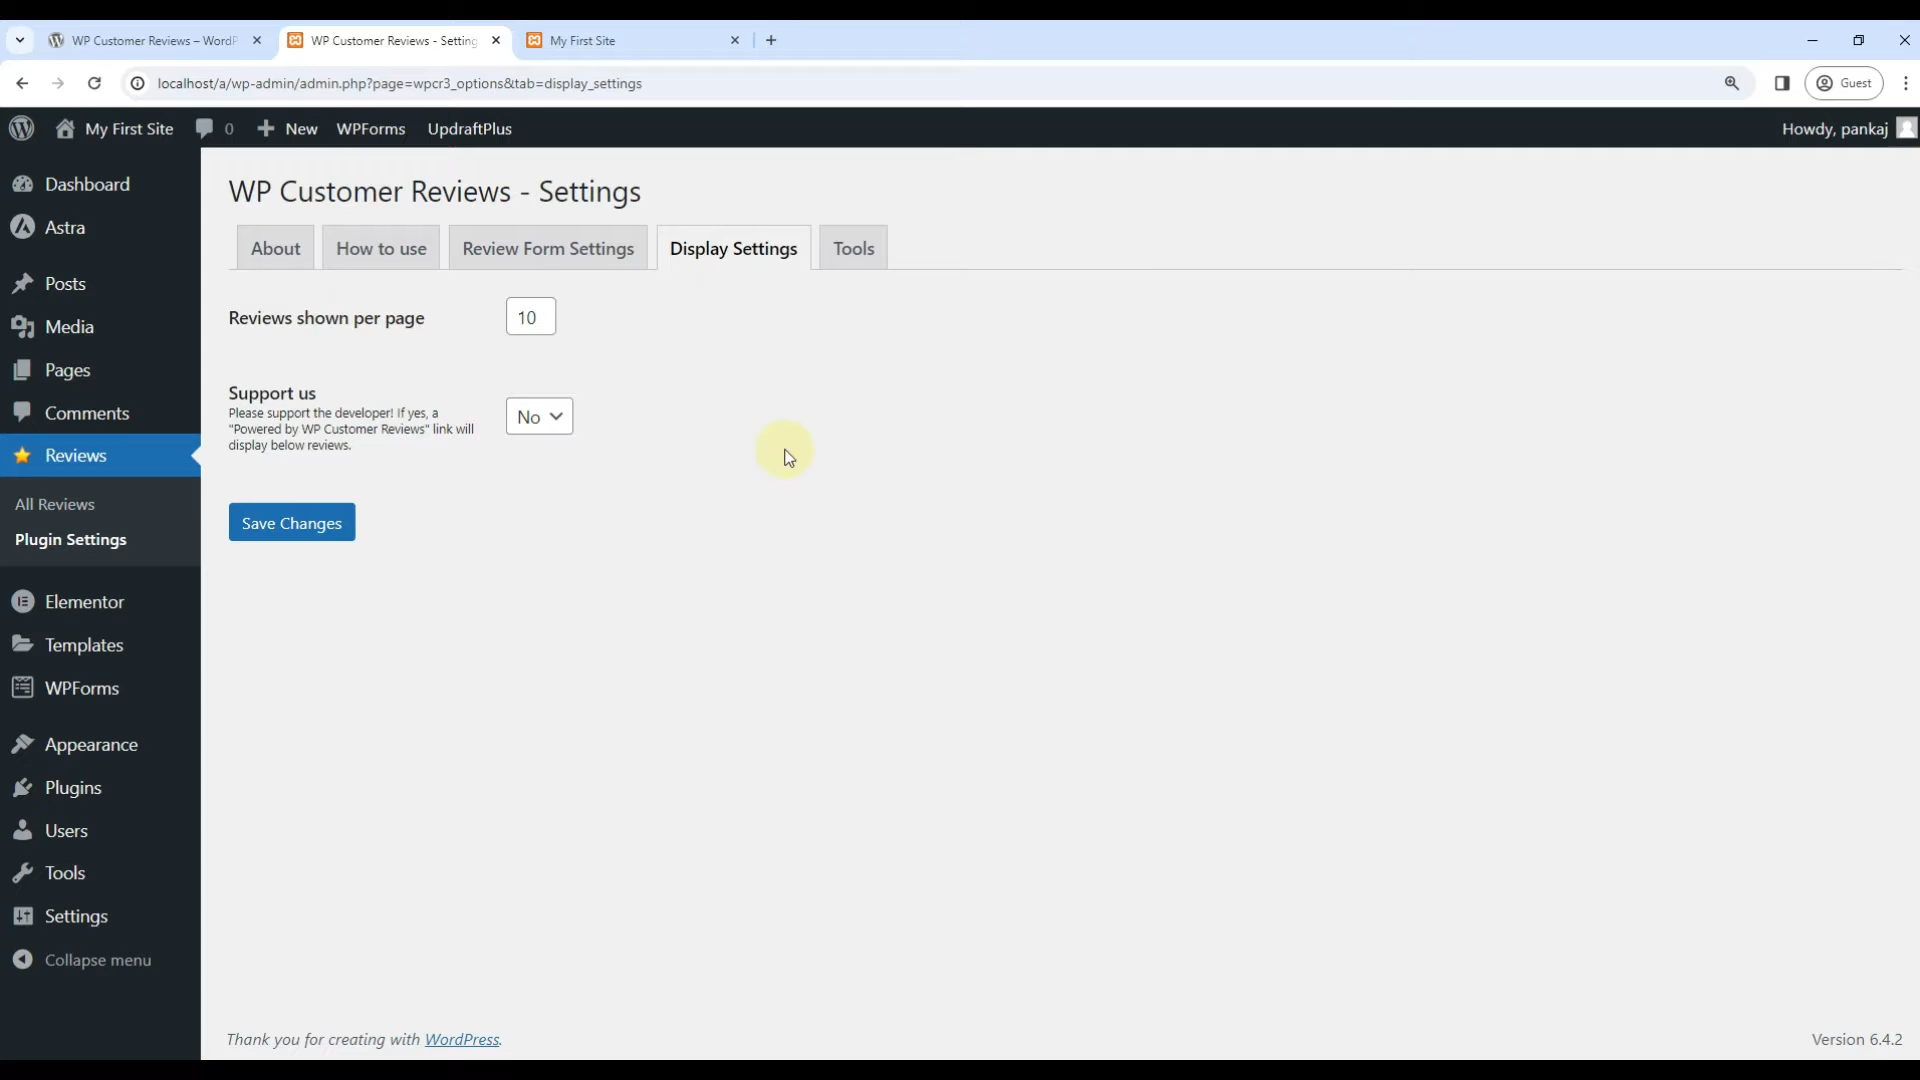 WP Customer Reviews – WordP
WP Customer Reviews - Setting
My First Site
localhost/a/wp-admin/admin.php?page=wpcr3_options&tab=display_settings
Guest
My First Site
0
New
WPForms
UpdraftPlus
Howdy, pankaj
Dashboard
Astra
Posts
Media
Pages
Comments
Reviews
All Reviews
Plugin Settings
Elementor
Templates
WPForms
Appearance
Plugins
Users
Tools
Settings
Collapse menu
WP Customer Reviews - Settings
About
How to use
Review Form Settings
Display Settings
Tools
Reviews shown per page
10
Support us
Please support the developer! If yes, a
"Powered by WP Customer Reviews" link will
display below reviews.
No
Save Changes
Thank you for creating with WordPress.
Version 6.4.2